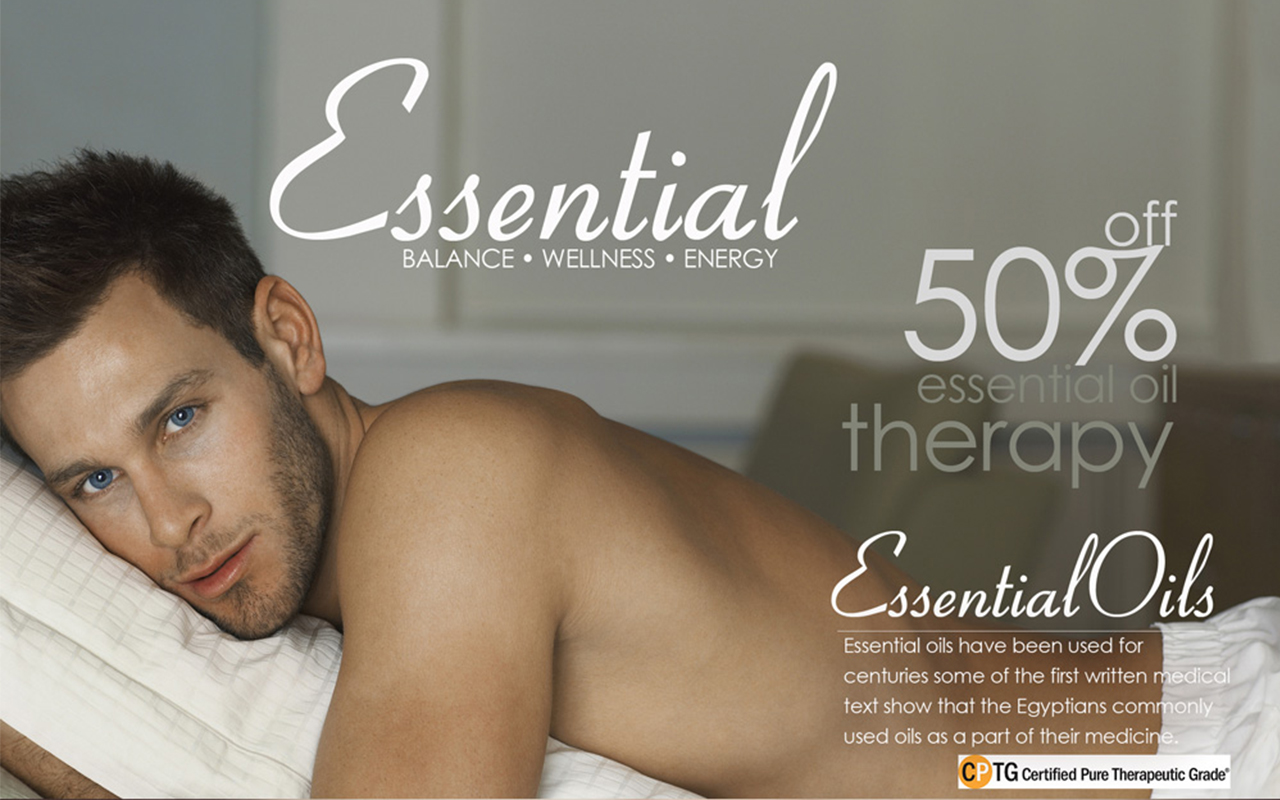 Essential
BALANCE • WELLNESS • ENERGY
off
50%
essential oil
therapy
Essential Oils
Essential oils have been used for
centuries some of the first written medical
text show that the Egyptians commonly
used oils as a part of their medicine.
CPTG Certified Pure Therapeutic Grade®